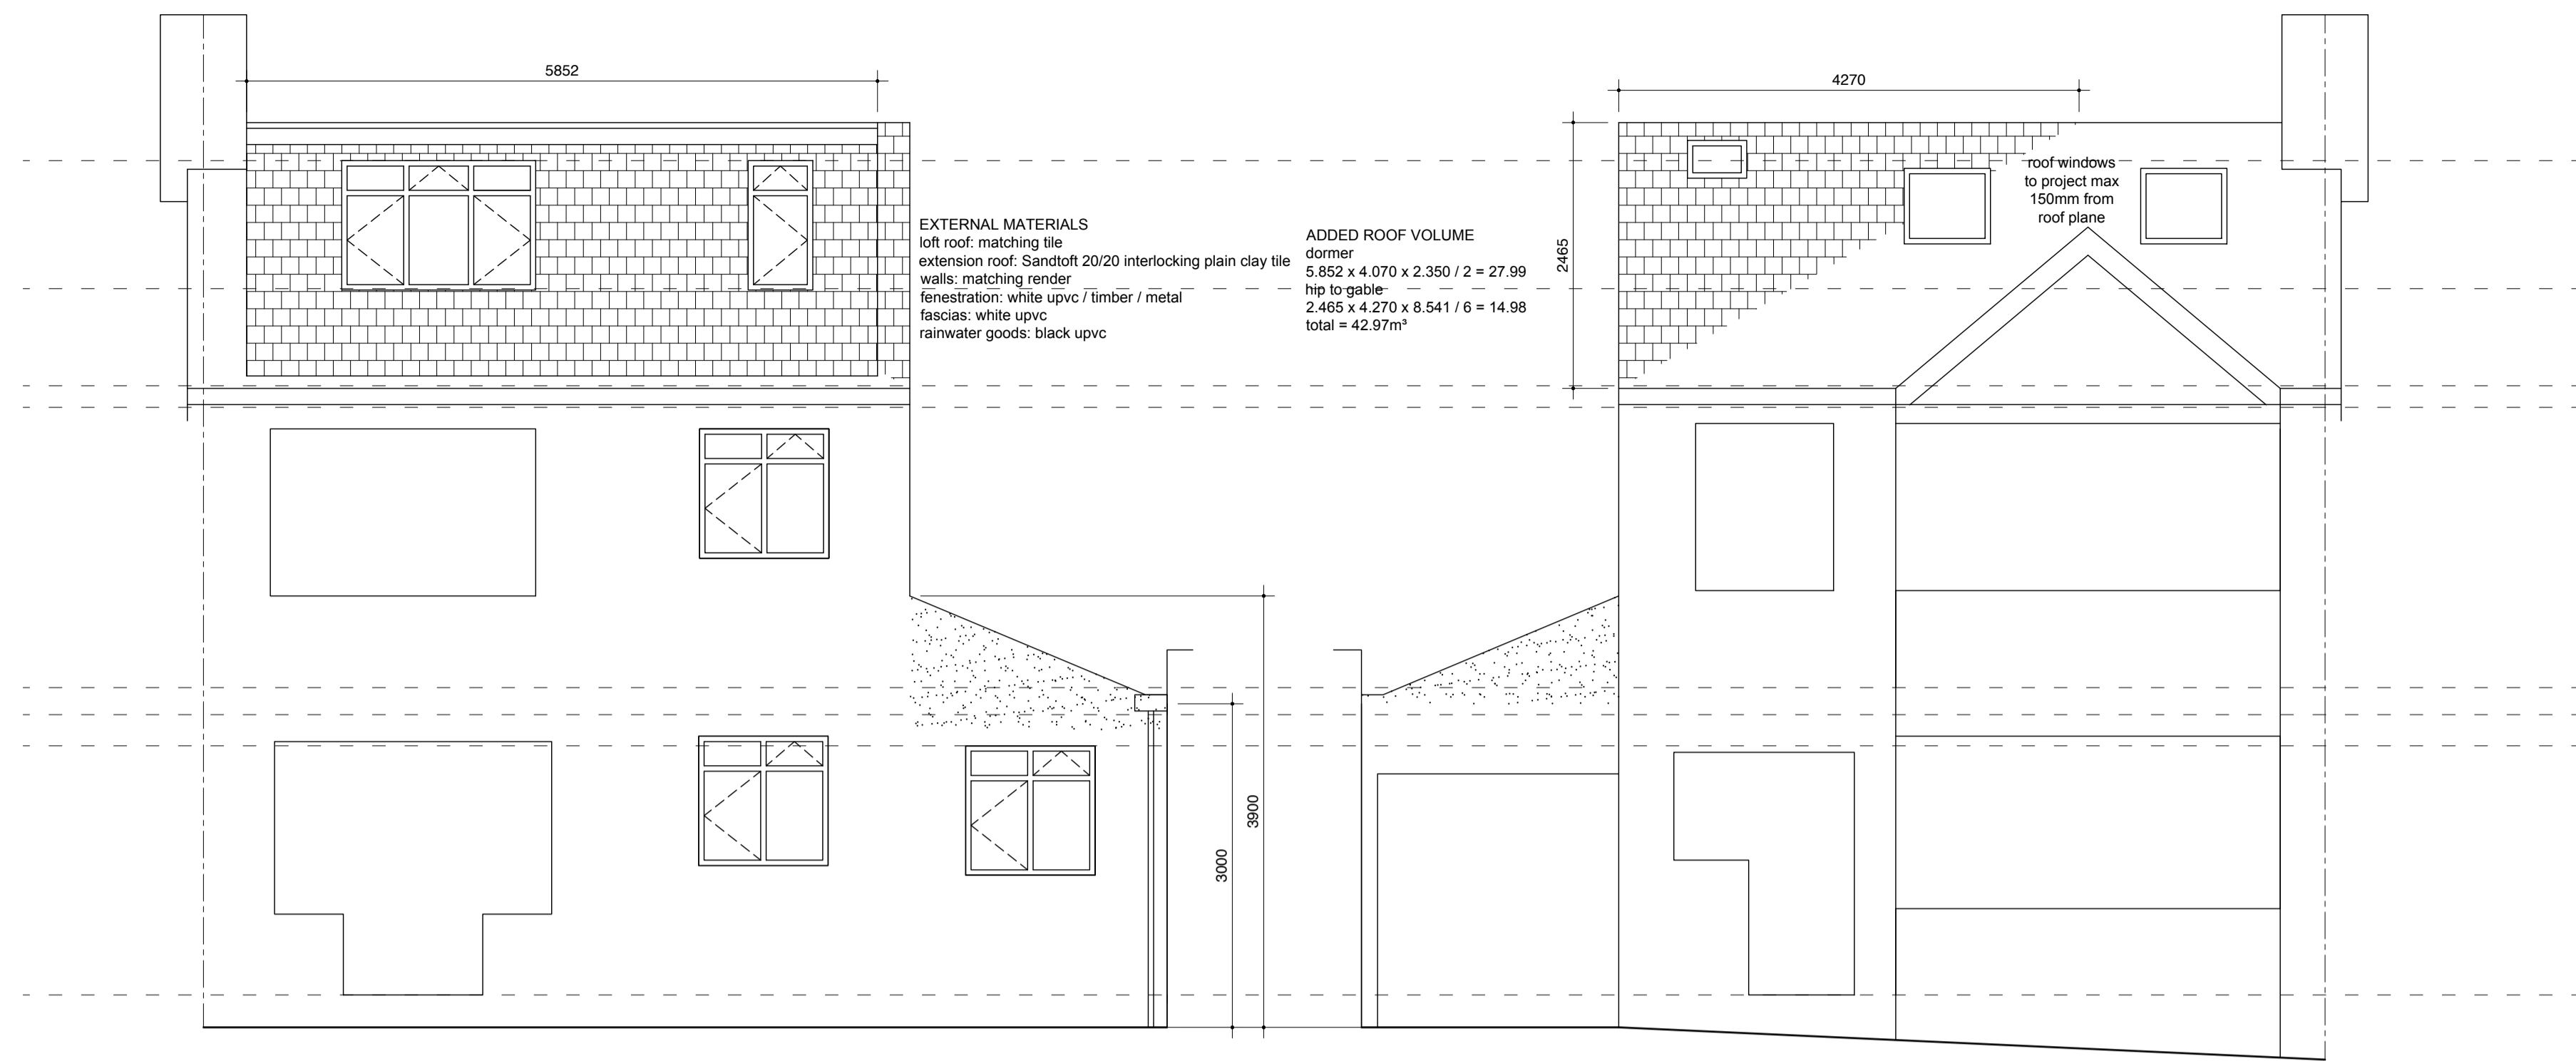 5852
4270
EXTERNAL MATERIALS
loft roof: matching tile
extension roof: Sandtoft 20/20 interlocking plain clay tile
walls: matching render
fenestration: white upvc / timber / metal
fascias: white upvc
rainwater goods: black upvc
ADDED ROOF VOLUME
dormer
5.852 x 4.070 x 2.350 / 2 = 27.99
hip to gable
2.465 x 4.270 x 8.541 / 6 = 14.98
total = 42.97m³
2465
roof windows
to project max
150mm from
roof plane
3000
3900